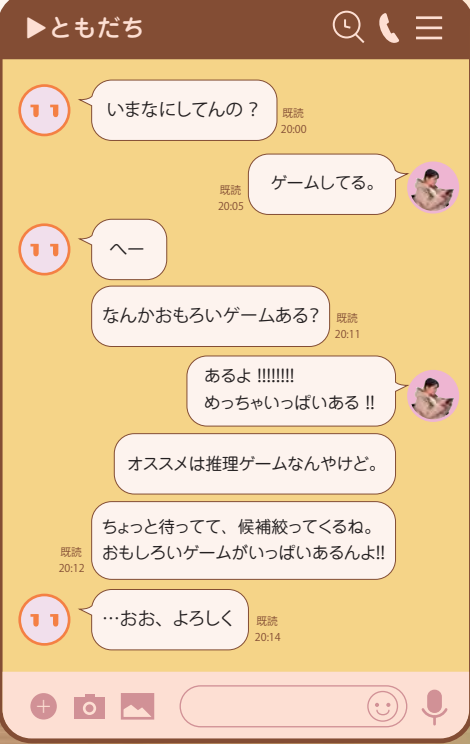 ▶ともだち
いまなにしてんの？
既読
20:00
ゲームしてる。
既読
20:05
へー
なんかおもろいゲームある?
既読
20:11
あるよ !!!!!!!!
めっちゃいっぱいある !!
オススメは推理ゲームなんやけど。
ちょっと待ってて、候補絞ってくるね。
おもしろいゲームがいっぱいあるんよ!!
既読
20:12
…おお、よろしく
既読
20:14